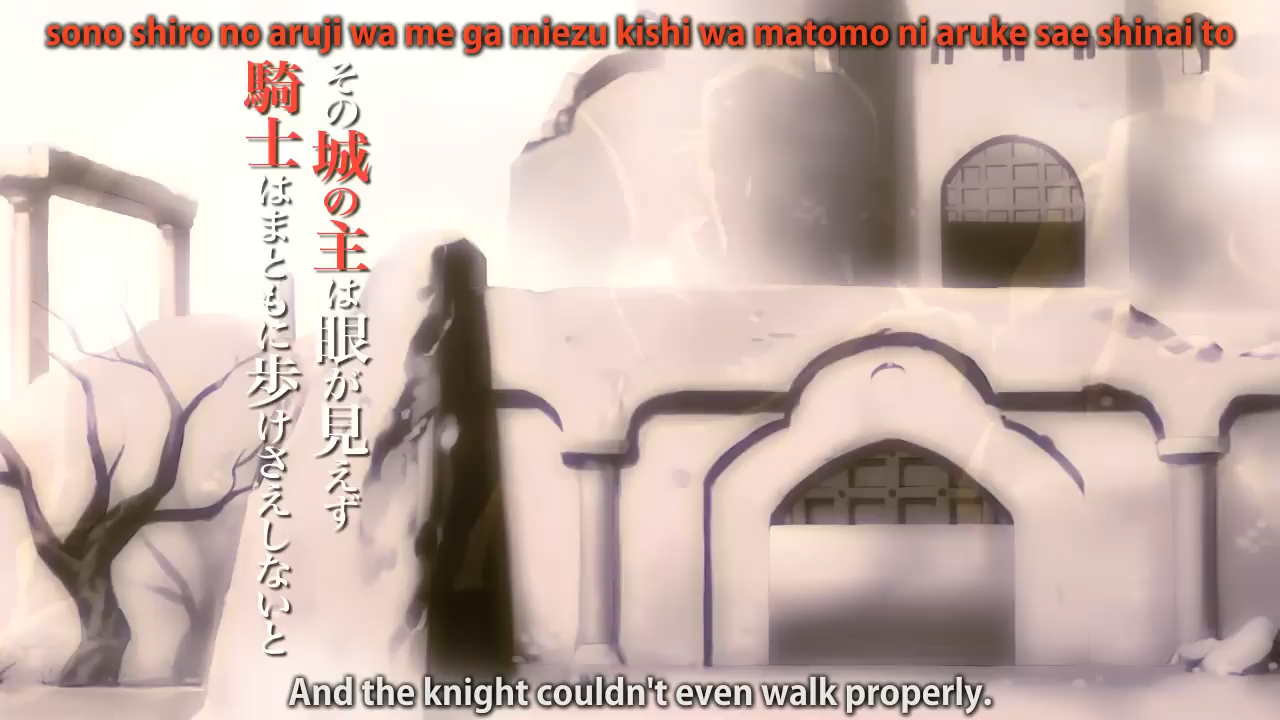 sono shiro no aruji wa me ga miezu kishi wa matomo ni aruke sae shinai to
その城の主は眼が見えず
騎士はまともに歩けさえしないと
And the knight couldn't even walk properly.